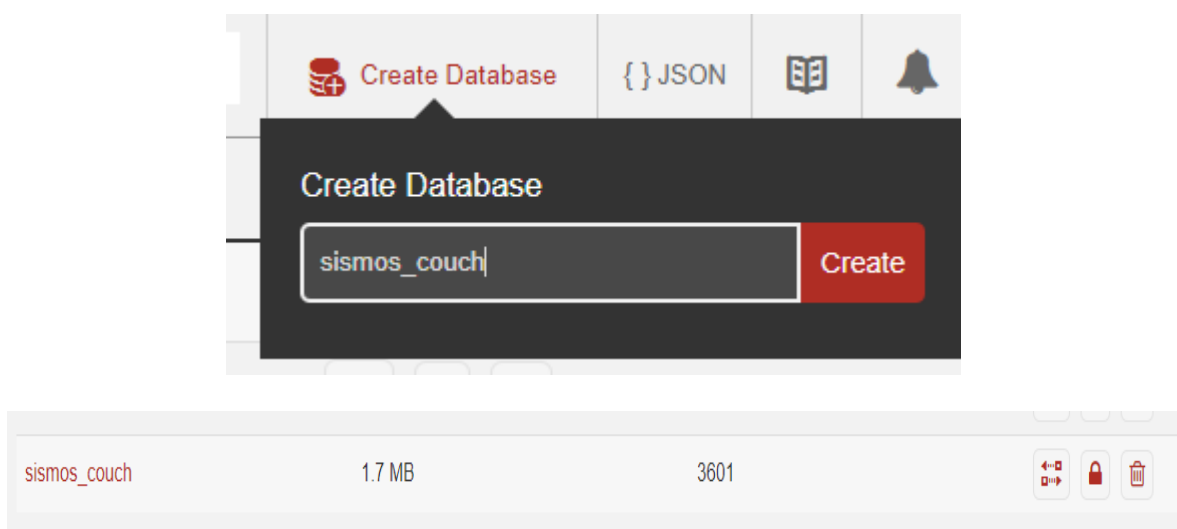 Create Database { } JSON
Create Database
sismos_couch Create
sismos_couch 1.7 MB 3601